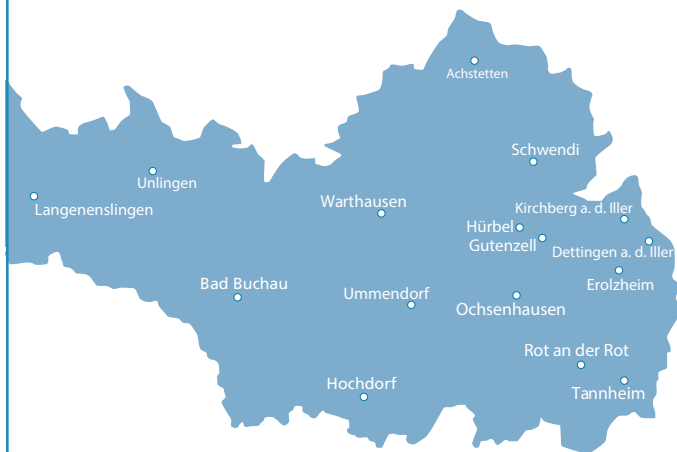 Achstetten
Schwendi
Unlingen
Langenenslingen
Warthausen
Kirchberg a. d. Iller
Hürbel
Gutenzell
Dettingen a. d. Iller
Erolzheim
Bad Buchau
Ummendorf
Ochsenhausen
Rot an der Rot
Hochdorf
Tannheim